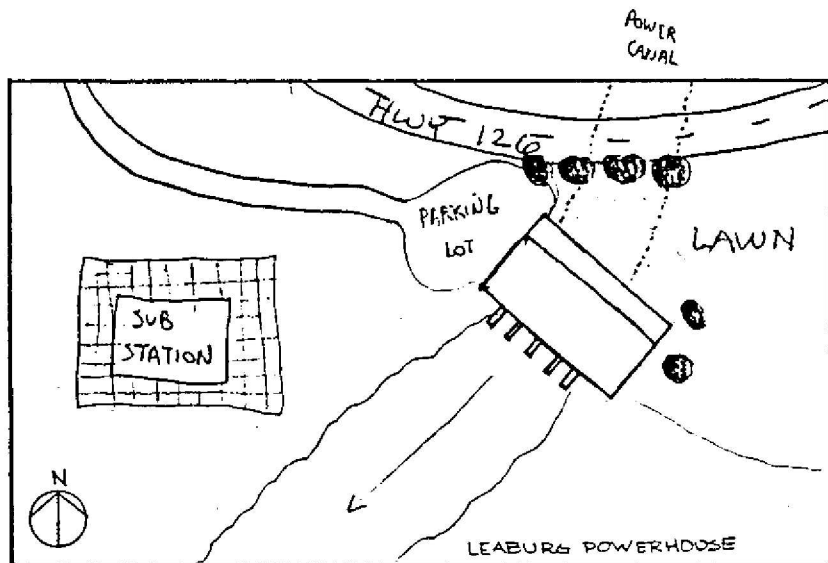 POWER
CANAL
HWY 126
PARKING
LOT
LAWN
SUB
STATION
N
LEABURG POWERHOUSE